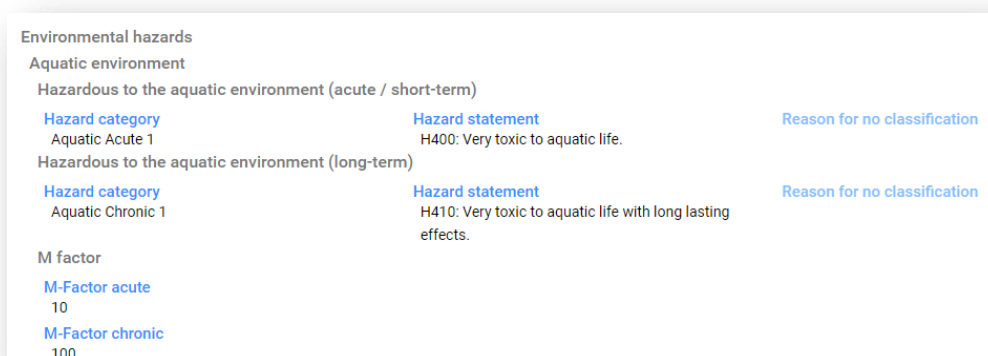 Environmental hazards
Aquatic environment
Hazardous to the aquatic environment (acute / short-term)
Hazard category Hazard statement Reason for no classification
Aquatic Acute 1 H400: Very toxic to aquatic life.
Hazardous to the aquatic environment (long-term)
Hazard category Hazard statement Reason for no classification
Aquatic Chronic 1 H410: Very toxic to aquatic life with long lasting
effects.
M factor
M-Factor acute
10
M-Factor chronic
100